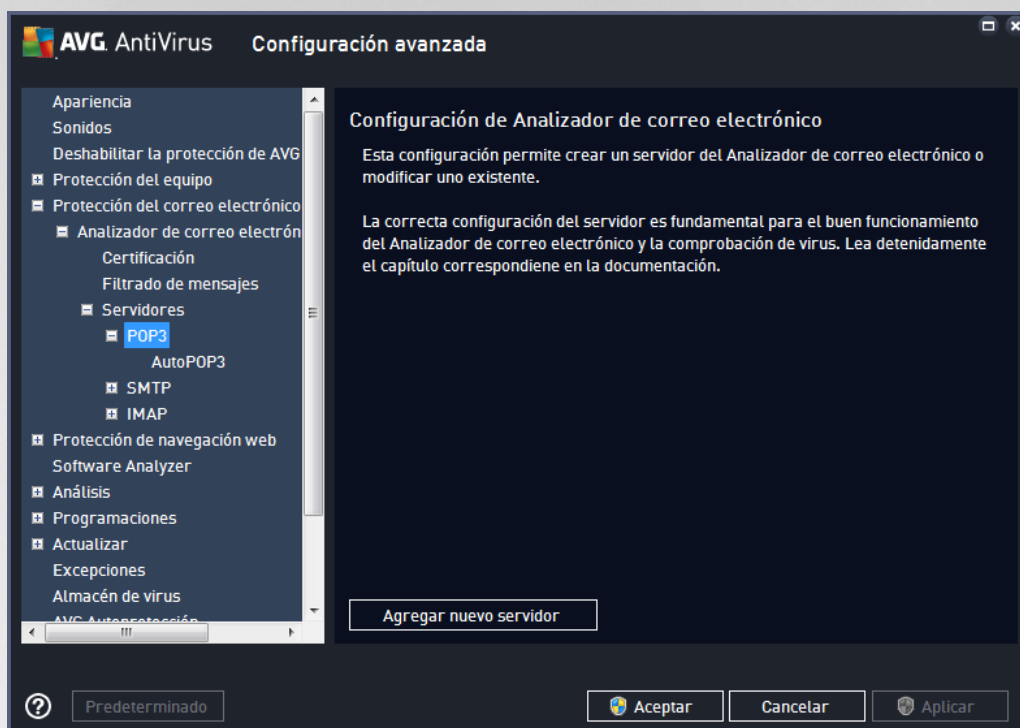 AVG. AntiVirus
Configuración avanzada
Apariencia
Sonidos
Deshabilitar la protección de AVG
Protección del equipo
Protección del correo electrónico
Analizador de correo electrón
Certificación
Filtrado de mensajes
Servidores
POP3
AutoPOP3
SMTP
IMAP
Protección de navegación web
Software Analyzer
Análisis
Programaciones
Actualizar
Excepciones
Almacén de virus
AVG Autoprotección
Configuración de Analizador de correo electrónico
Esta configuración permite crear un servidor del Analizador de correo electrónico o
modificar uno existente.
La correcta configuración del servidor es fundamental para el buen funcionamiento
del Analizador de correo electrónico y la comprobación de virus. Lea detenidamente
el capítulo correspondiene en la documentación.
Agregar nuevo servidor
Predeterminado
Aceptar
Cancelar
Aplicar